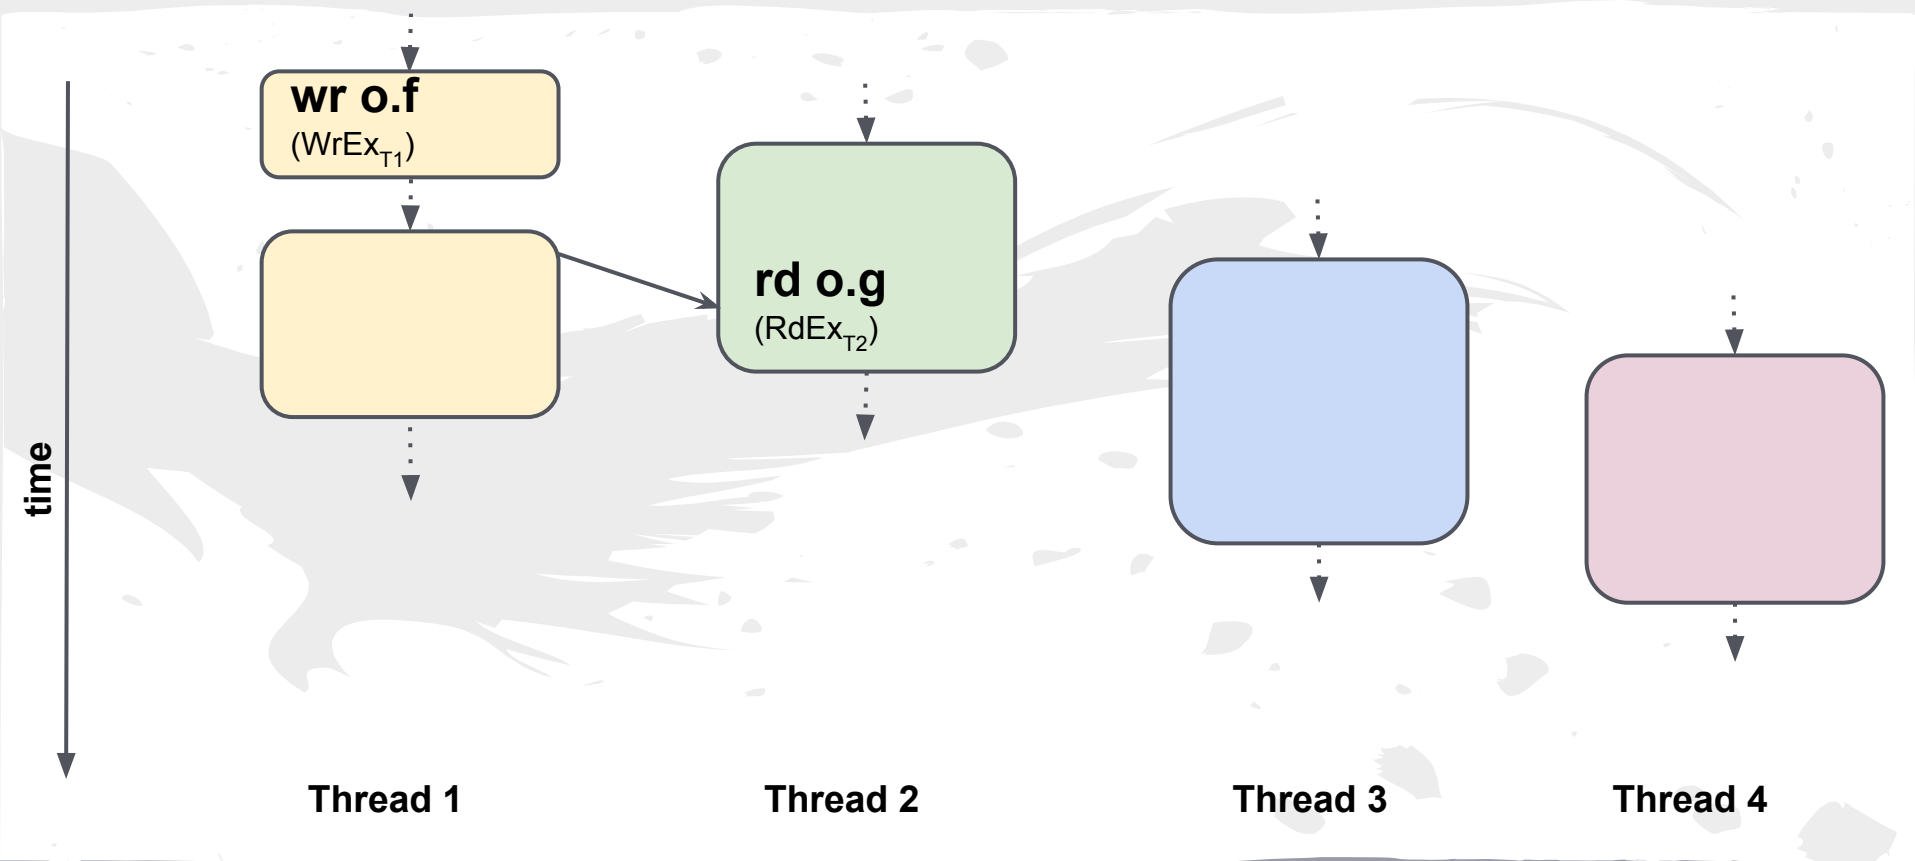 wr o.f
(WrExT1)
rd o.g
(RdExT2)
time
Thread 1
Thread 2
Thread 3
Thread 4